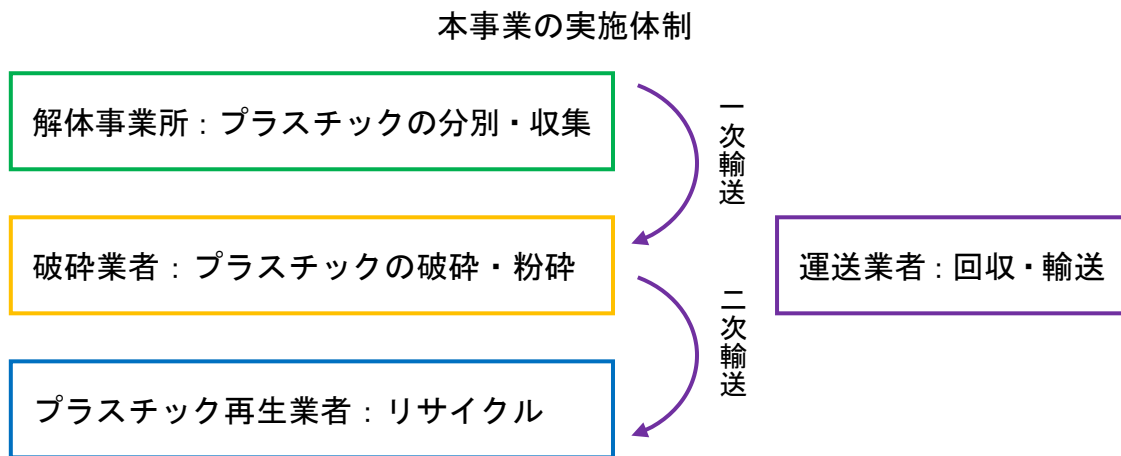 本事業の実施体制
解体事業所：プラスチックの分別・収集
一次輸送
破砕業者：プラスチックの破砕・粉砕
運送業者：回収・輸送
二次輸送
プラスチック再生業者：リサイクル